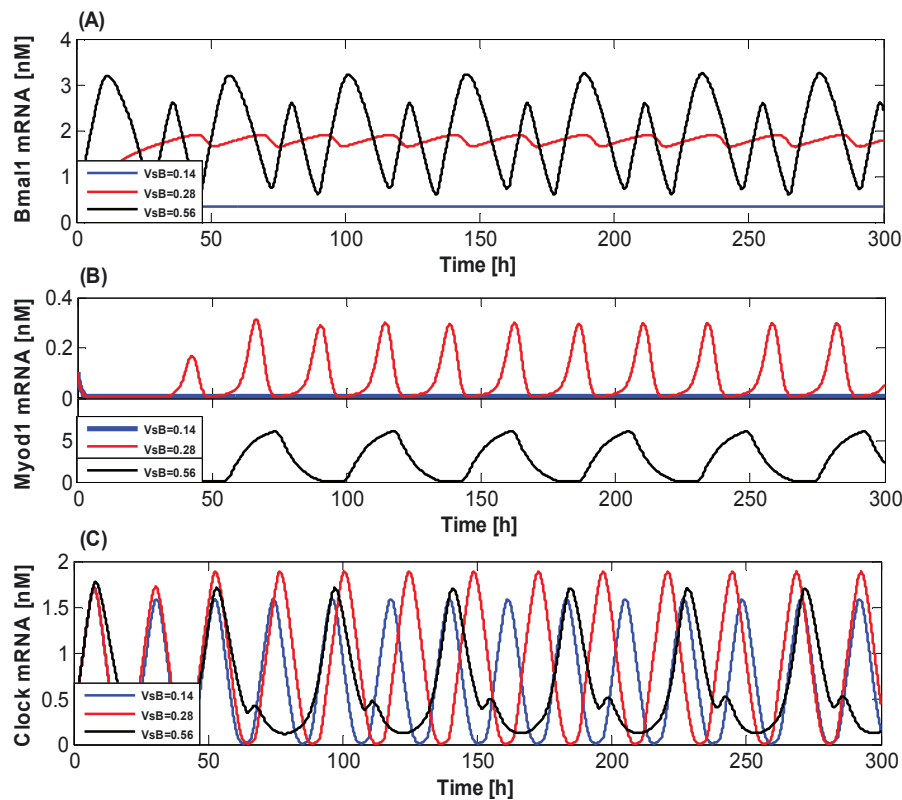 (A)
Bmal1 mRNA [nM]
4
3
2
1
0
VsB=0.14
VsB=0.28
VsB=0.56
0 50 100 150 200 250 300
Time [h]
(B)
Myod1 mRNA [nM]
0.4
0.2
0
5
0
VsB=0.14
VsB=0.28
VsB=0.56
0 50 100 150 200 250 300
Time [h]
(C)
Clock mRNA [nM]
2
1.5
1
0.5
0
VsB=0.14
VsB=0.28
VsB=0.56
0 50 100 150 200 250 300
Time [h]